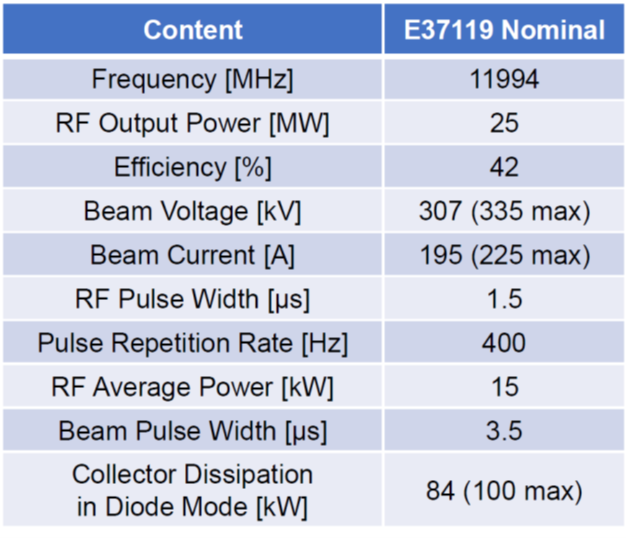 Content E37119 Nominal
Frequency [MHz] 11994
RF Output Power [MW] 25
Efficiency [%] 42
Beam Voltage [kV] 307 (335 max)
Beam Current [A] 195 (225 max)
RF Pulse Width [µs] 1.5
Pulse Repetition Rate [Hz] 400
RF Average Power [kW] 15
Beam Pulse Width [µs] 3.5
Collector Dissipation
in Diode Mode [kW] 84 (100 max)